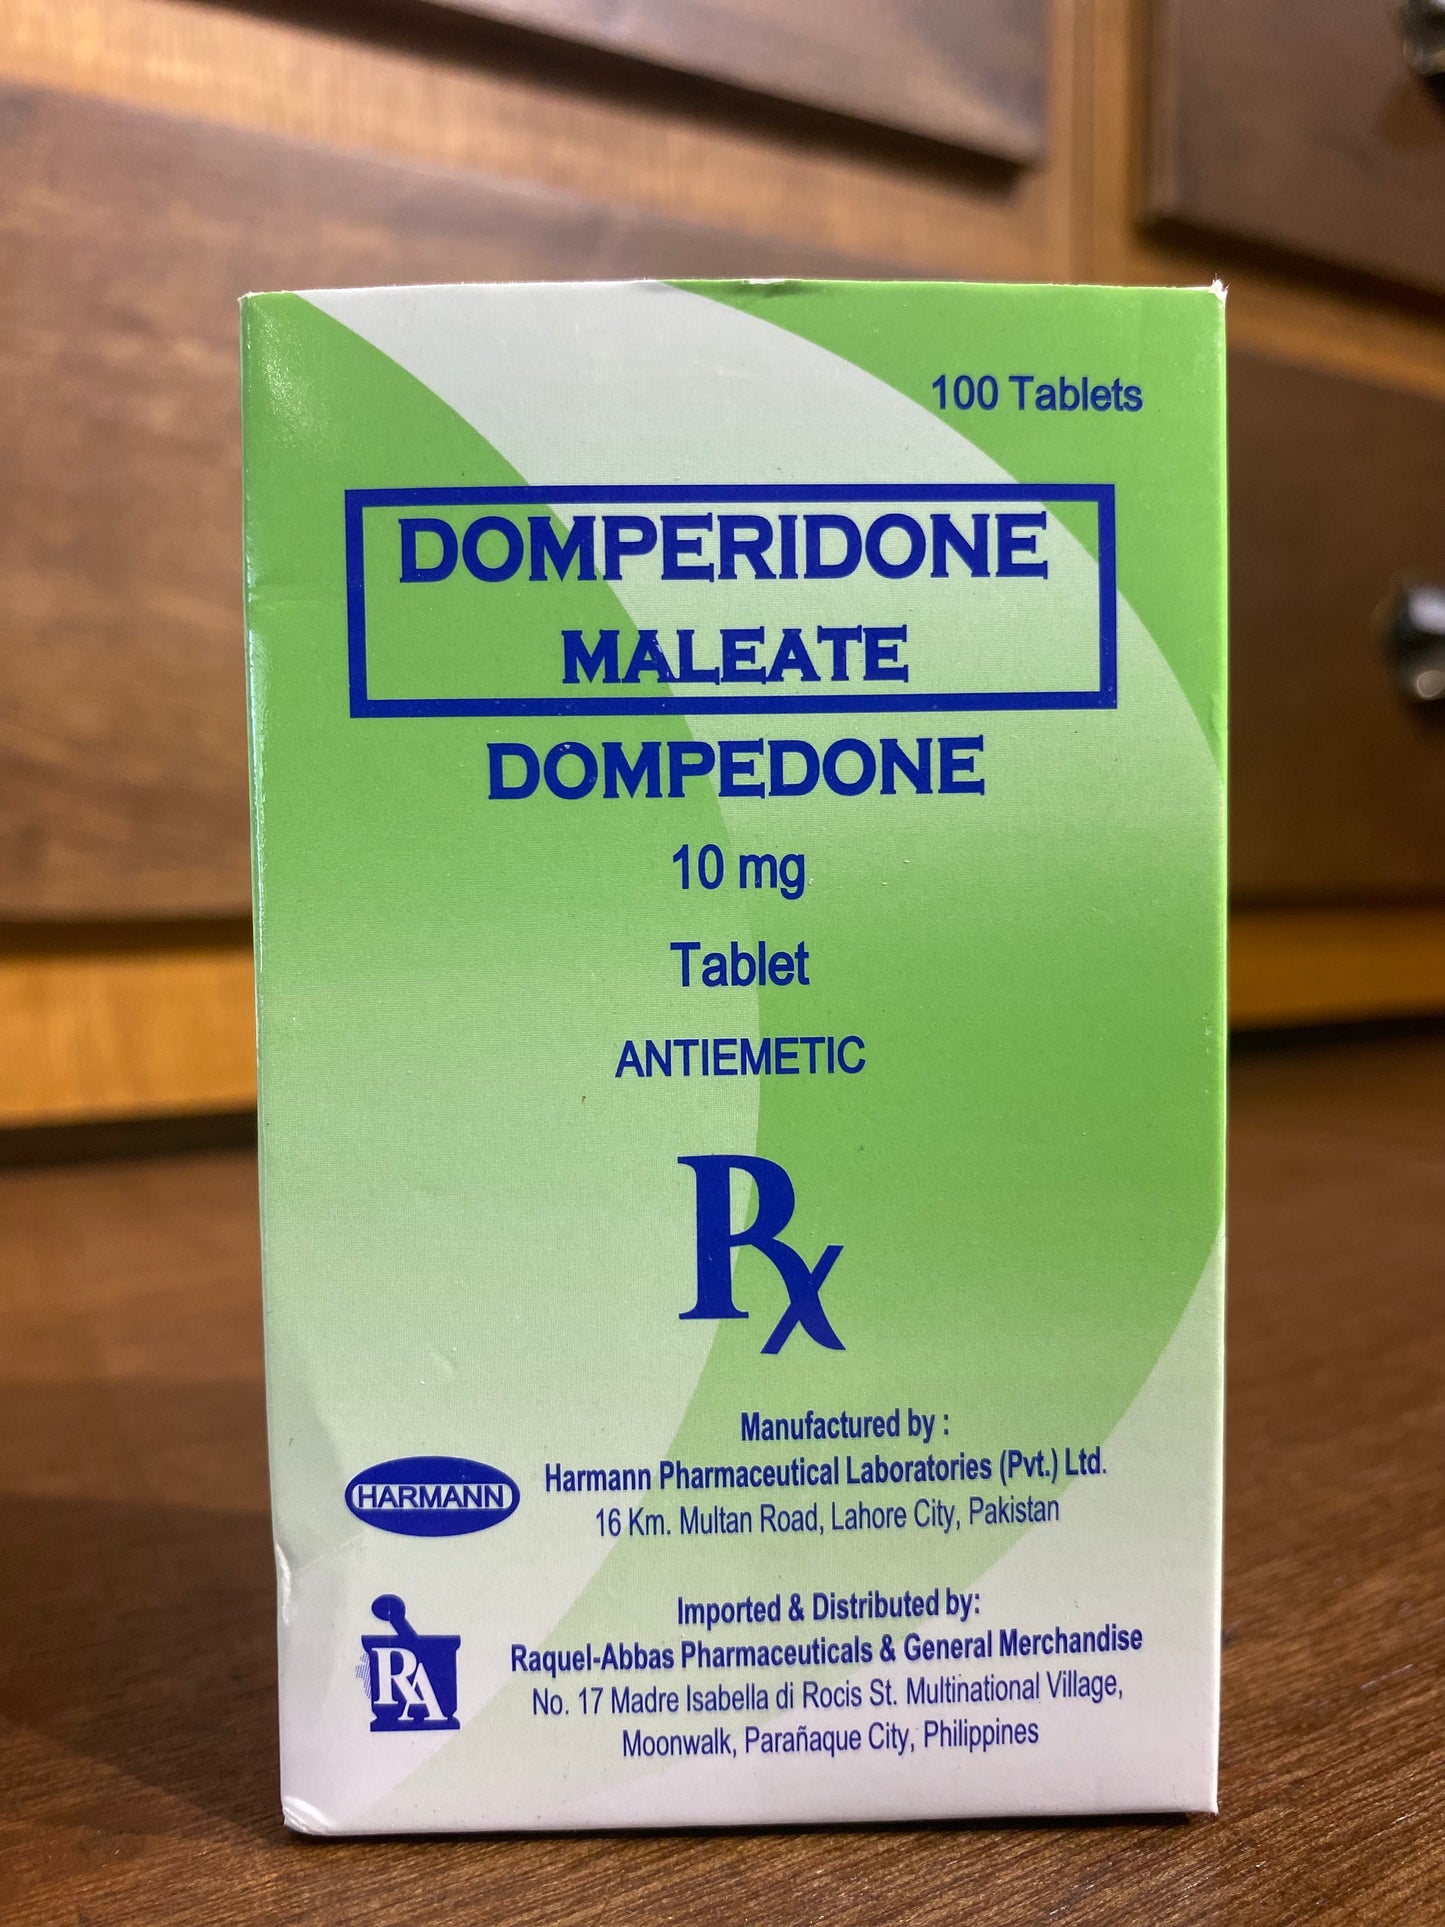 100 Tablets
DOMPERIDONE
MALEATE
DOMPEDONE
10 mg
Tablet
ANTIEMETIC
Rx
Manufactured by :
Harmann Pharmaceutical Laboratories (Pvt.) Ltd.
16 Km. Multan Road, Lahore City, Pakistan
HARMANN
Imported & Distributed by:
Raquel-Abbas Pharmaceuticals & General Merchandise
No. 17 Madre Isabella di Rocis St. Multinational Village,
Moonwalk, Parañaque City, Philippines
RA